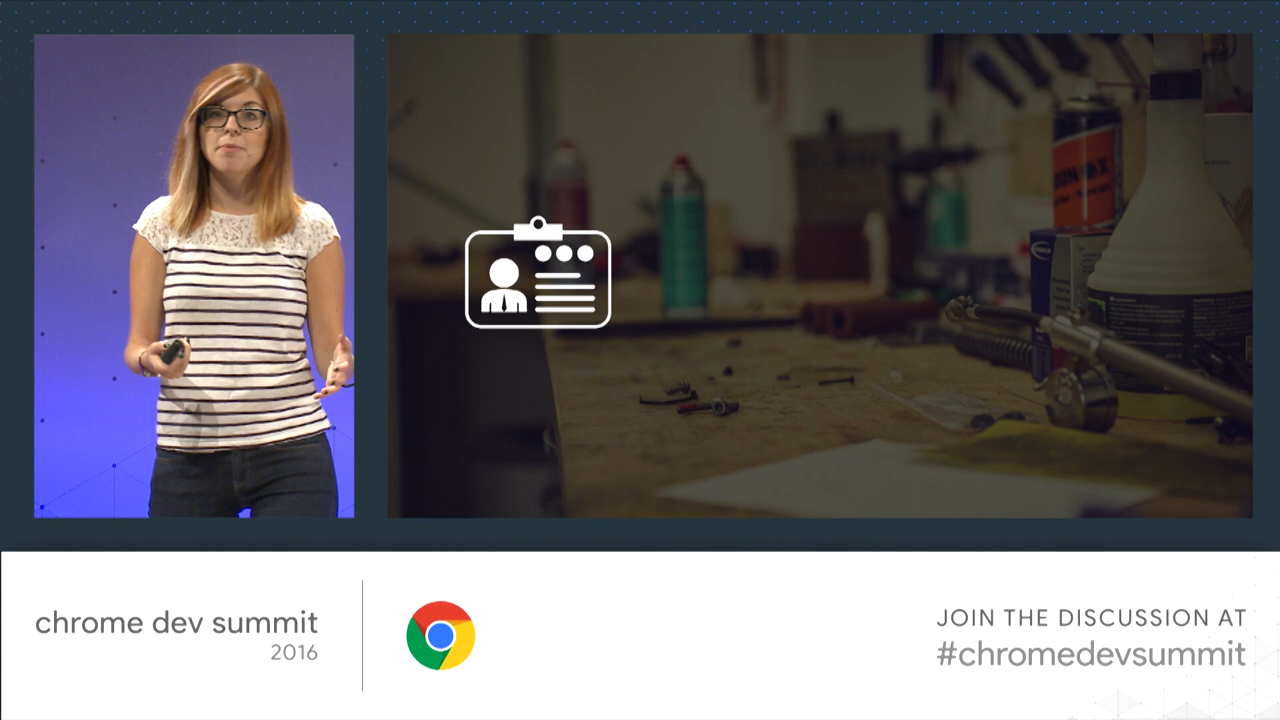 chrome dev summit
2016
JOIN THE DISCUSSION AT
#chromedevsummit